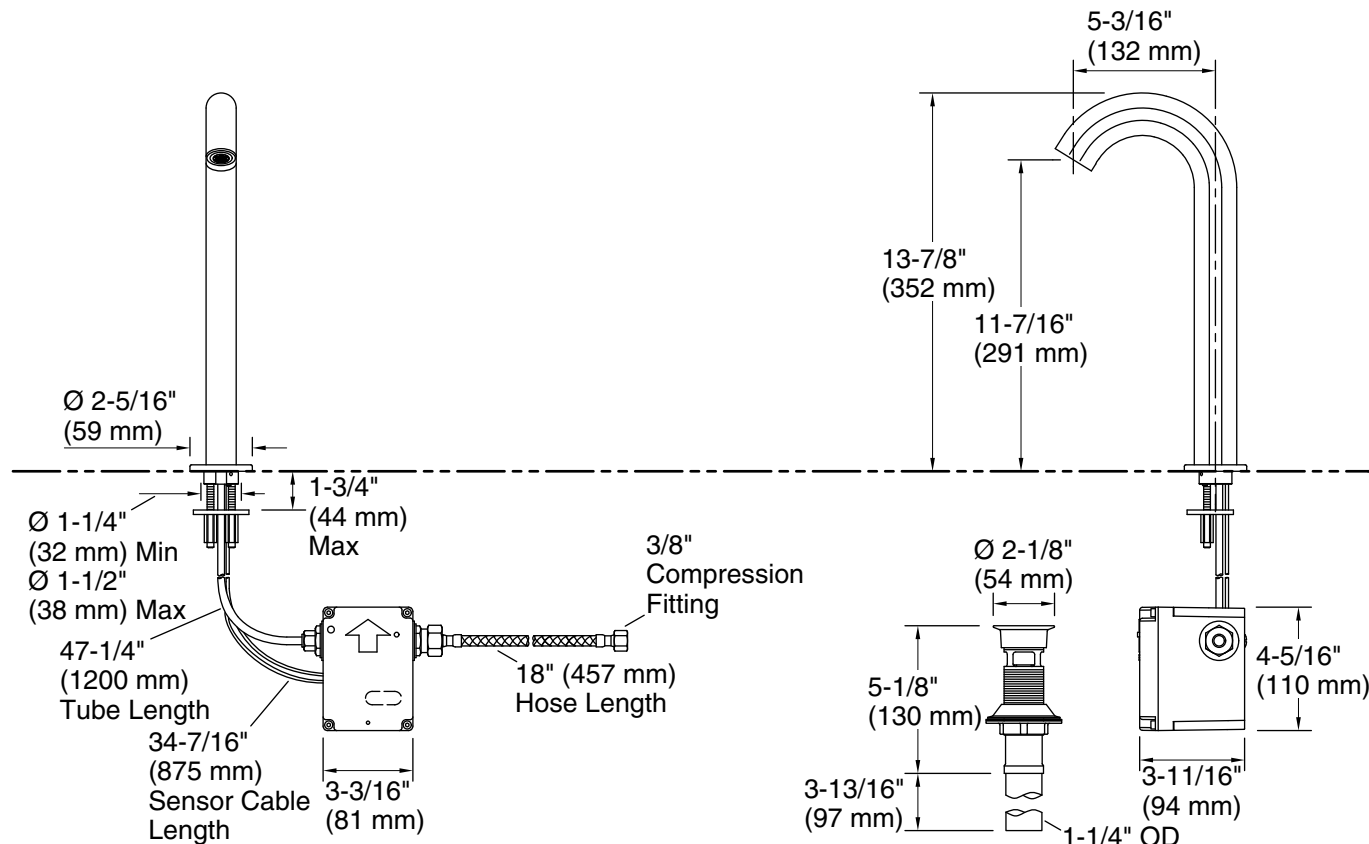 5-3/16"
(132 mm)
13-7/8"
(352 mm)
11-7/16"
(291 mm)
Ø 2-5/16"
(59 mm)
1-3/4"
(44 mm)
Max
Ø 1-1/4"
(32 mm) Min
Ø 1-1/2"
(38 mm) Max
47-1/4"
(1200 mm)
Tube Length
34-7/16"
(875 mm)
Sensor Cable
Length
3-3/16"
(81 mm)
18" (457 mm)
Hose Length
3/8"
Compression
Fitting
Ø 2-1/8"
(54 mm)
5-1/8"
(130 mm)
3-13/16"
(97 mm)
1-1/4" OD
4-5/16"
(110 mm)
3-11/16"
(94 mm)